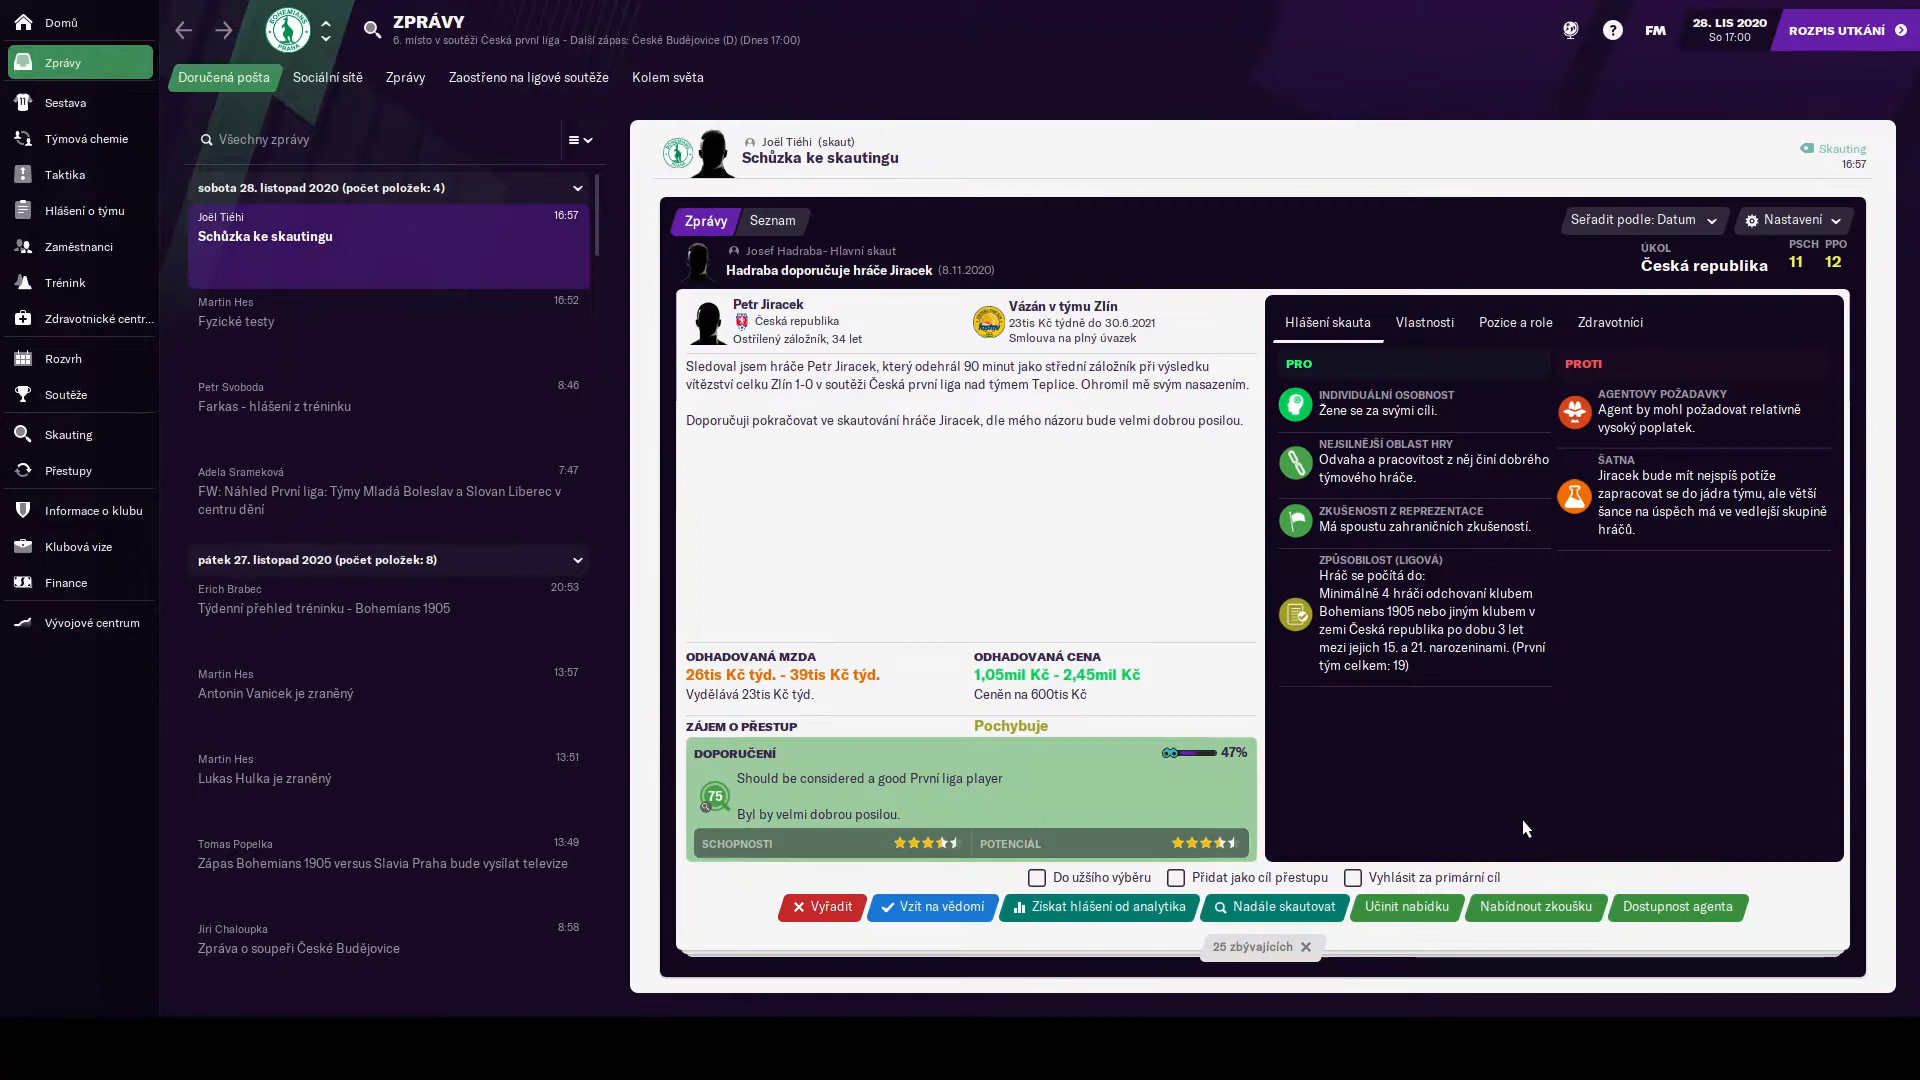 Domů
Zprávy
Sestava
Týmová chemie
Taktika
Hlášení o týmu
Zaměstnanci
Trénink
Zdravotnické centr...
Rozvrh
Soutěže
Skauting
Přestupy
Informace o klubu
Klubová vize
Finance
Vývojové centrum
BOHEMIANS
PRAHA
ZPRÁVY
6. místo v soutěži Česká první liga - Další zápas: České Budějovice (D) (Dnes 17:00)
FM
28. LIS 2020
So 17:00
ROZPIS UTKÁNÍ
Doručená pošta
Sociální sítě
Zprávy
Zaostřeno na ligové soutěže
Kolem světa
Všechny zprávy
sobota 28. listopad 2020 (počet položek: 4)
Joël Tiéhi 16:57
Schůzka ke skautingu
Martin Hes 16:52
Fyzické testy
Petr Svoboda 8:46
Farkas - hlášení z tréninku
Adela Srameková 7:47
FW: Náhled První liga: Týmy Mladá Boleslav a Slovan Liberec v
centru dění
pátek 27. listopad 2020 (počet položek: 8)
Erich Brabec 20:53
Týdenní přehled tréninku - Bohemians 1905
Martin Hes 13:57
Antonin Vanicek je zraněný
Martin Hes 13:51
Lukas Hulka je zraněný
Tomas Popelka 13:49
Zápas Bohemians 1905 versus Slavia Praha bude vysílat televize
Jiri Chaloupka 8:58
Zpráva o soupeři České Budějovice
Joël Tiéhi (skaut)
Schůzka ke skautingu
Skauting
16:57
Zprávy
Seznam
Seřadit podle: Datum
Nastavení
Josef Hadraba- Hlavní skaut
Hadraba doporučuje hráče Jiracek (8.11.2020)
ÚKOL
Česká republika
PSCH PPO
11 12
Petr Jiracek
Česká republika
Ostřílený záložník, 34 let
Vázán v týmu Zlín
23tis Kč týdně do 30.6.2021
Smlouva na plný úvazek
Sledoval jsem hráče Petr Jiracek, který odehrál 90 minut jako střední záložník při výsledku
vítězství celku Zlín 1-0 v soutěži Česká první liga nad týmem Teplice. Ohromil mě svým nasazením.
Doporučuji pokračovat ve skautování hráče Jiracek, dle mého názoru bude velmi dobrou posilou.
ODHADOVANÁ MZDA
26tis Kč týd. - 39tis Kč týd.
Vydělává 23tis Kč týd.
ODHADOVANÁ CENA
1,05mil Kč - 2,45mil Kč
Ceněn na 600tis Kč
ZÁJEM O PŘESTUP
Pochybuje
DOPORUČENÍ
47%
75
Should be considered a good První liga player
Byl by velmi dobrou posilou.
SCHOPNOSTI
POTENCIÁL
Hlášení skauta
Vlastnosti
Pozice a role
Zdravotníci
PRO
INDIVIDUÁLNÍ OSOBNOST
Žene se za svými cíli.
NEJSILNĚJŠÍ OBLAST HRY
Odvaha a pracovitost z něj činí dobrého
týmového hráče.
ZKUŠENOSTI Z REPREZENTACE
Má spoustu zahraničních zkušeností.
ZPŮSOBILOST (LIGOVÁ)
Hráč se počítá do:
Minimálně 4 hráči odchovaní klubem
Bohemians 1905 nebo jiným klubem v
zemi Česká republika po dobu 3 let
mezi jejich 15. a 21. narozeninami. (První
tým celkem: 19)
PROTI
AGENTOVY POŽADAVKY
Agent by mohl požadovat relativně
vysoký poplatek.
ŠATNA
Jiracek bude mít nejspíš potíže
zapracovat se do jádra týmu, ale větší
šance na úspěch má ve vedlejší skupině
hráčů.
Do užšího výběru
Přidat jako cíl přestupu
Vyhlásit za primární cíl
Vyřadit
Vzít na vědomí
Získat hlášení od analytika
Nadále skautovat
Učinit nabídku
Nabídnout zkoušku
Dostupnost agenta
25 zbývajících